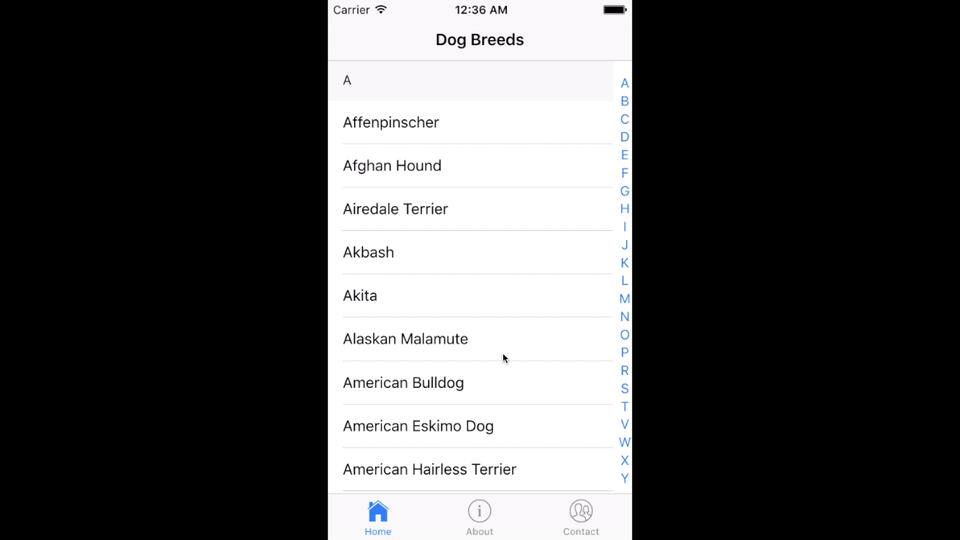 Carrier 12:36 AM
Dog Breeds
A
Affenpinscher
Afghan Hound
Airedale Terrier
Akbash
Akita
Alaskan Malamute
American Bulldog
American Eskimo Dog
American Hairless Terrier
A
B
C
D
E
F
G
H
I
J
K
L
M
N
O
P
R
S
T
V
W
X
Y
Home About Contact